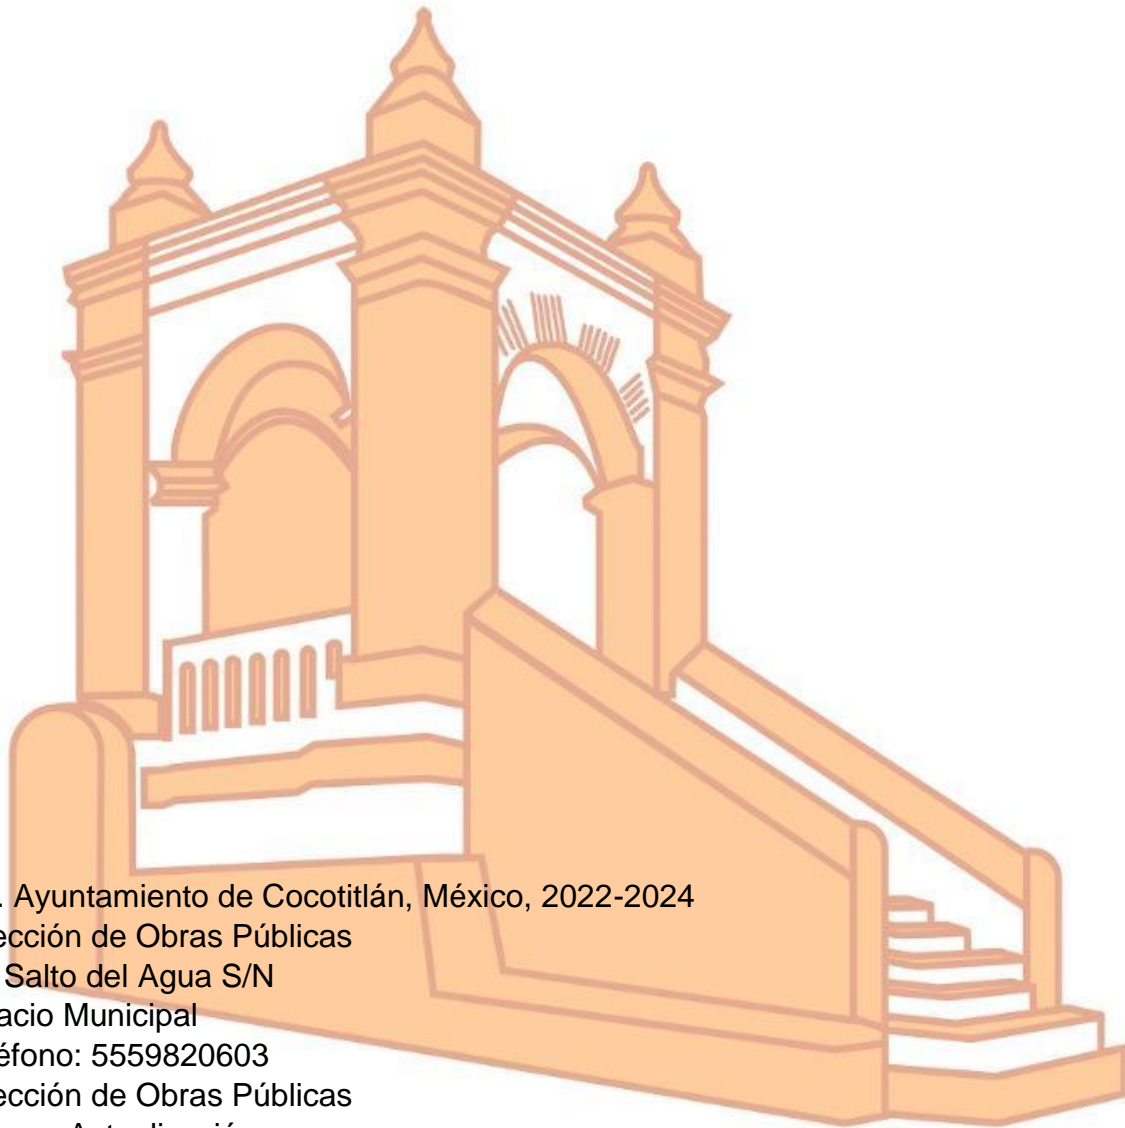 . Ayuntamiento de Cocotitlán, México, 2022-2024
ección de Obras Públicas
Salto del Agua S/N
acio Municipal
éfono: 5559820603
ección de Obras Públicas